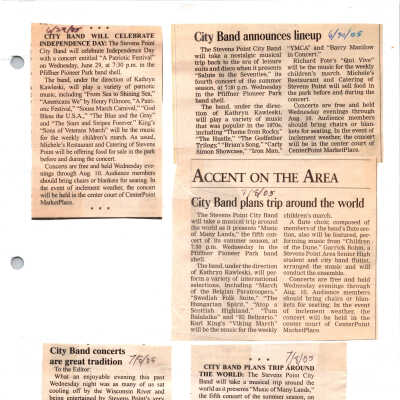 6/29/05
CITY BAND WILL CELEBRATE
INDEPENDENCE DAY: The Stevens Point
City Band will celebrate Independence Day
with a concert entitled "A Patriotic Festival"
on Wednesday, June 29, at 7:30 p.m. in the
Pfiffner Pioneer Park band shell.
The band, under the direction of Kathryn
Kawleski, will play a variety of patriotic
music, including "From Sea to Shining Sea,"
"Americans We" by Henry Fillmore, "A Pa-
triotic Festival," "Sousa March Carnival," "God
Bless the U.S.A.," "The Blue and the Grey"
and "The Stars and Stripes Forever." King's
"Sons of Veterans March" will be the music
for the weekly children's march. As usual,
Michele's Restaurant and Catering of Stevens
Point will be offering food for sale in the park
before and during the concert.
Concerts are free and held Wednesday eve-
nings through Aug. 10. Audience members
should bring chairs or blankets for seating. In
the event of inclement weather, the concert
will be held in the center court of CenterPoint
MarketPlace.
City Band announces lineup 6/30/05
The Stevens Point City Band
will take a nostalgic musical
trip back to the era of leisure
suits and disco when it presents
"Salute to the Seventies," its
fourth concert of the summer
season, at 7:30 p.m. Wednesday
in the Pfiffner Pioneer Park
band shell.
The band, under the direc-
tion of Kathryn Kawleski, will
play a variety of music
that was popular in the 1970s,
including "Theme from Rocky,"
"The Hustle," "The Godfather
Trilogy," "Brian's Song," "Carly
Simon Showcase," "Iron Man,"
"YMCA" and "Barry Manilow
in Concert."
Richard Fote's "Qui Vive"
will be the music for the weekly
children's march. Michele's
Restaurant and Catering of
Stevens Point will sell food in
the park before and during the
concert.
Concerts are free and held
Wednesday evenings through
Aug. 10. Audience members
should bring chairs or blan-
kets for seating. In the event
of inclement weather, the concert
will be in the center court of
CenterPoint MarketPlace.
ACCENT ON THE AREA
7/8/05
City Band plans trip around the world
The Stevens Point City Band
will take a musical trip around
the world as it presents "Music
of Many Lands," the fifth con-
cert of its summer season, at
7:30 p.m. Wednesday in the
Pfiffner Pioneer Park band
shell.
The band, under the direction
of Kathryn Kawleski, will per-
form a variety of international
selections, including "March
of the Belgian Paratroopers,"
"Swedish Folk Suite," "The
Hungarian Spirit," "Stop a
Scottish Highland," "Tum
Balalaika" and "El Relicario."
Karl King's "Viking March"
will be the music for the weekly
children's march.
A flute choir, composed of
members of the band's flute sec-
tion, also will be featured, per-
forming music from "Children
of the Dune." Garrick Bohm, a
Stevens Point Area Senior High
student and city band flutist,
arranged the music and will
conduct the ensemble.
Concerts are free and held
Wednesday evenings through
Aug. 10. Audience members
should bring chairs or blan-
kets for seating. In the event
of inclement weather, the
concert will be held in the
center court of CenterPoint
MarketPlace.
City Band concerts
are great tradition 7/8/05
To the Editor:
What an enjoyable evening this past
Wednesday night was as many of us sat
cooling off by the Wisconsin River and
being entertained by Stevens Point's very
7/8/05
CITY BAND PLANS TRIP AROUND
THE WORLD: The Stevens Point City
Band will take a musical trip around the
world as it presents "Music of Many Lands,"
the fifth concert of the summer season, on